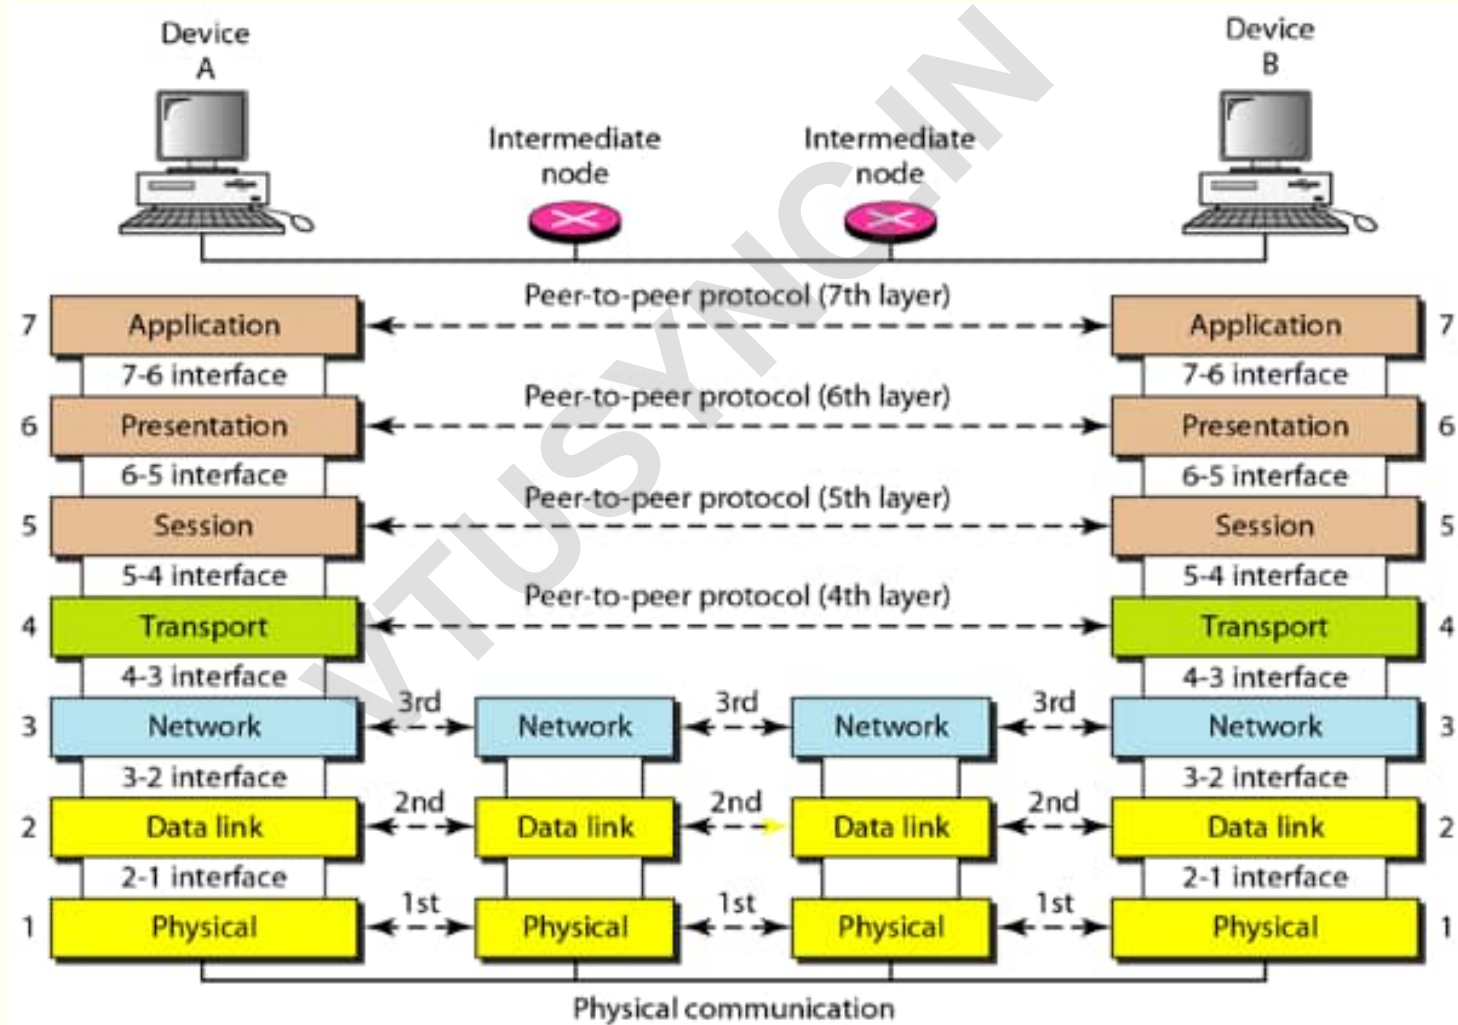 Device
A
Device
B
Intermediate
node
Intermediate
node
VTUSYNC.IN
Peer-to-peer protocol (7th layer)
7 Application Application 7
7-6 interface 7-6 interface
Peer-to-peer protocol (6th layer)
6 Presentation Presentation 6
6-5 interface 6-5 interface
Peer-to-peer protocol (5th layer)
5 Session Session 5
5-4 interface 5-4 interface
Peer-to-peer protocol (4th layer)
4 Transport Transport 4
4-3 interface 4-3 interface
3rd 3rd 3rd
3 Network Network Network Network 3
3-2 interface 3-2 interface
2nd 2nd 2nd
2 Data link Data link Data link Data link 2
2-1 interface 2-1 interface
1st 1st 1st
1 Physical Physical Physical Physical 1
Physical communication